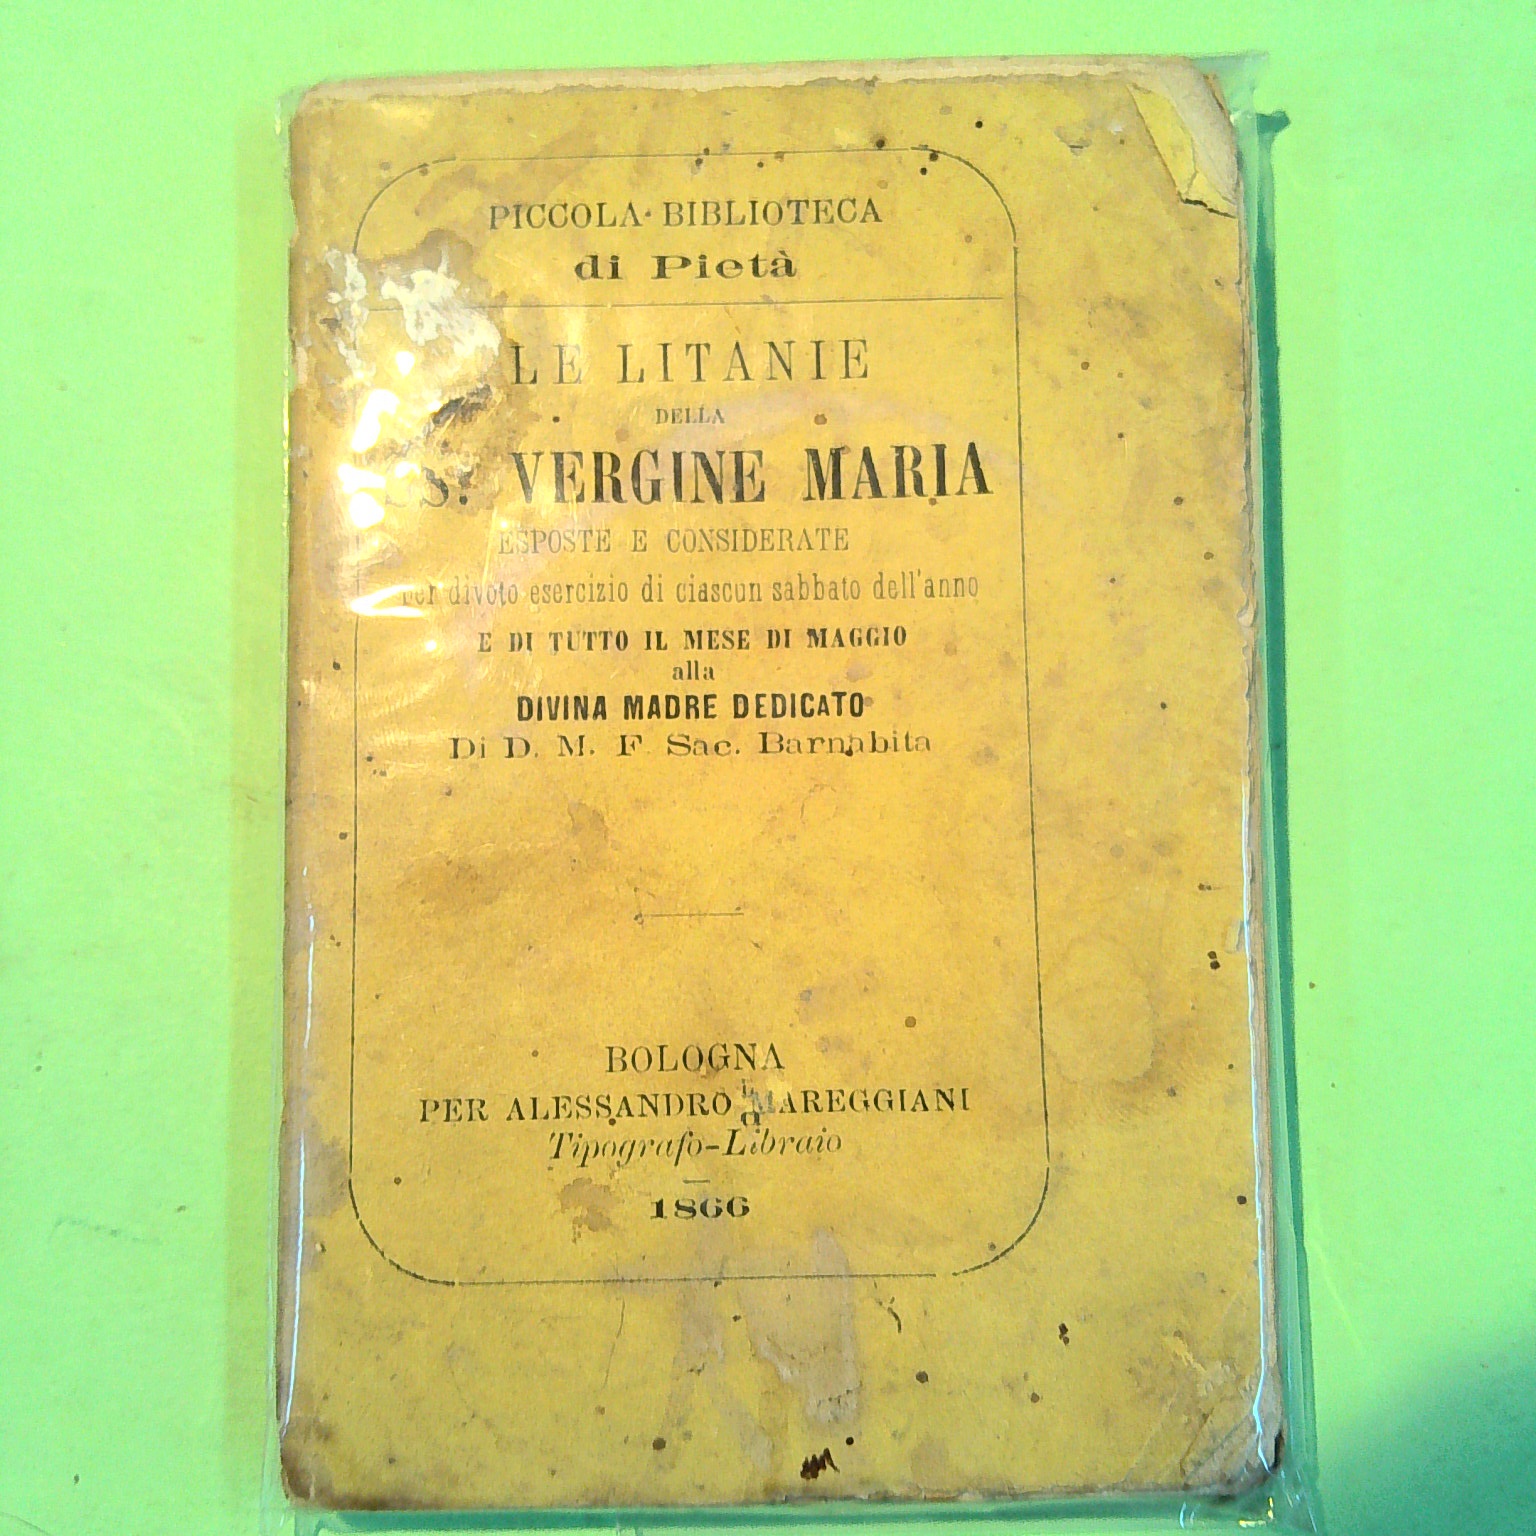 PICCOLA BIBLIOTECA
di Pietà
LE LITANIE
DELLA
VERGINE MARIA
ESPOSTE E CONSIDERATE
Per divoto esercizio di ciascun sabbato dell'anno
E DI TUTTO IL MESE DI MAGGIO
alla
DIVINA MADRE DEDICATO
Di D. M. F. Sac. Barnabita
BOLOGNA
PER ALESSANDRO MAREGGIANI
Tipografo-Libraio
1866